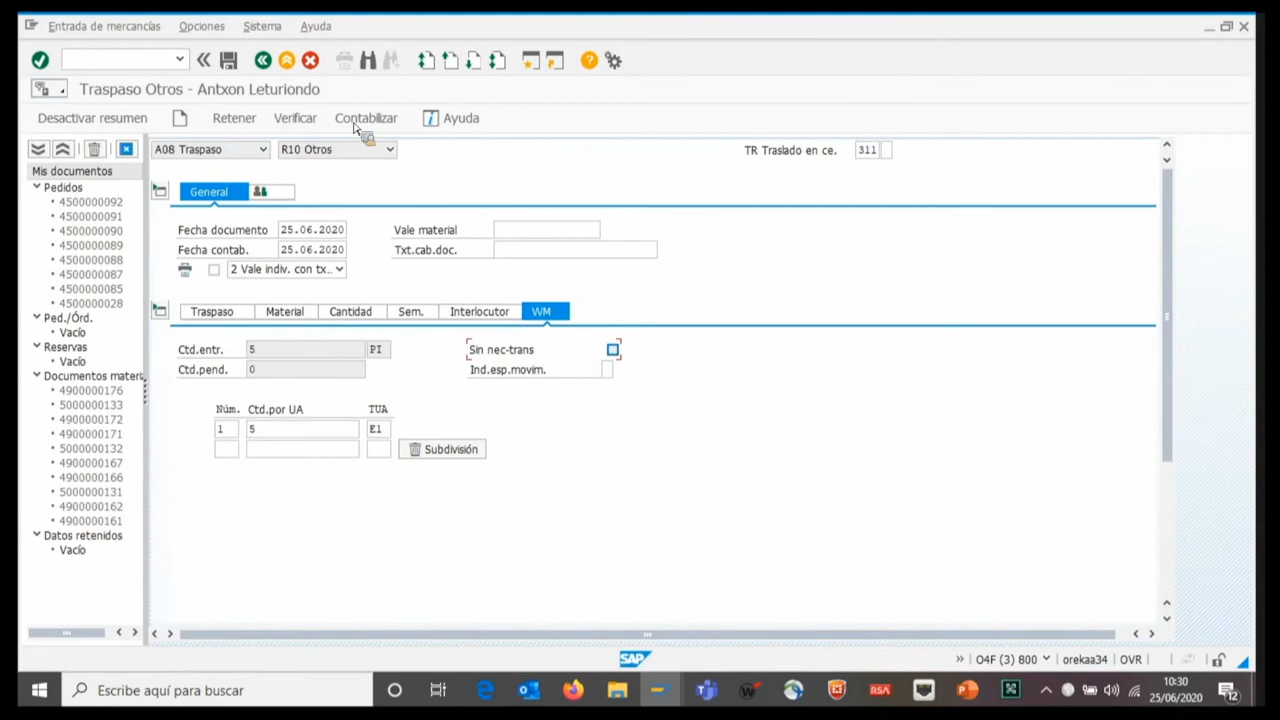 Entrada de mercancías Opciones Sistema Ayuda
Traspaso Otros - Antxon Leturiondo
Desactivar resumen Retener Verificar Contabilizar Ayuda
A08 Traspaso R10 Otros TR Traslado en ce. 311
Mis documentos
Pedidos
4500000092
4500000091
4500000090
4500000089
4500000088
4500000087
4500000085
4500000028
Ped./Órd.
Vacío
Reservas
Vacío
Documentos materi
4900000176
5000000133
4900000172
4900000171
5000000132
4900000167
4900000166
5000000131
4900000162
4900000161
Datos retenidos
Vacío
General
Fecha documento 25.06.2020 Vale material
Fecha contab. 25.06.2020 Txt.cab.doc.
2 Vale indiv. con tx..
Traspaso Material Cantidad Sem. Interlocutor WM
Ctd.entr. 5 PI Sin nec-trans
Ctd.pend. 0 Ind.esp.movim.
Núm. Ctd.por UA TUA
1 5 E1
Subdivisión
SAP
O4F (3) 800 orekaa34 OVR
Escribe aquí para buscar
RSA
10:30
25/06/2020
12